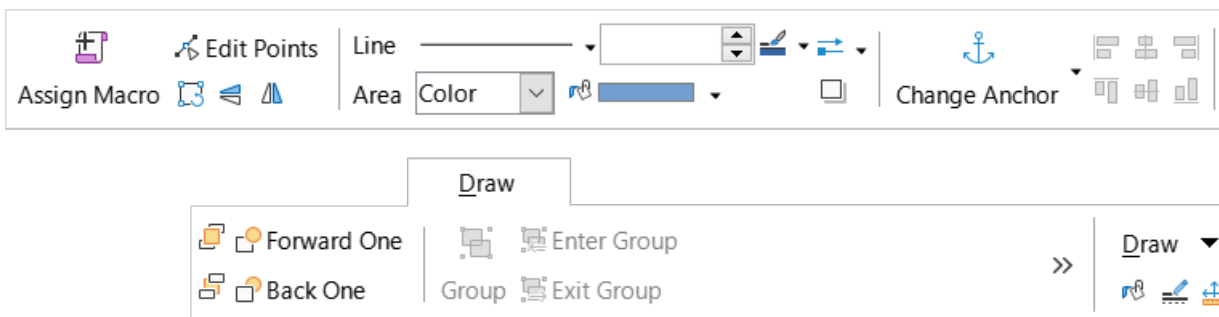 Edit Points
Line
Assign Macro
Area
Color
Change Anchor
Draw
Forward One
Enter Group
Draw
Back One
Group
Exit Group